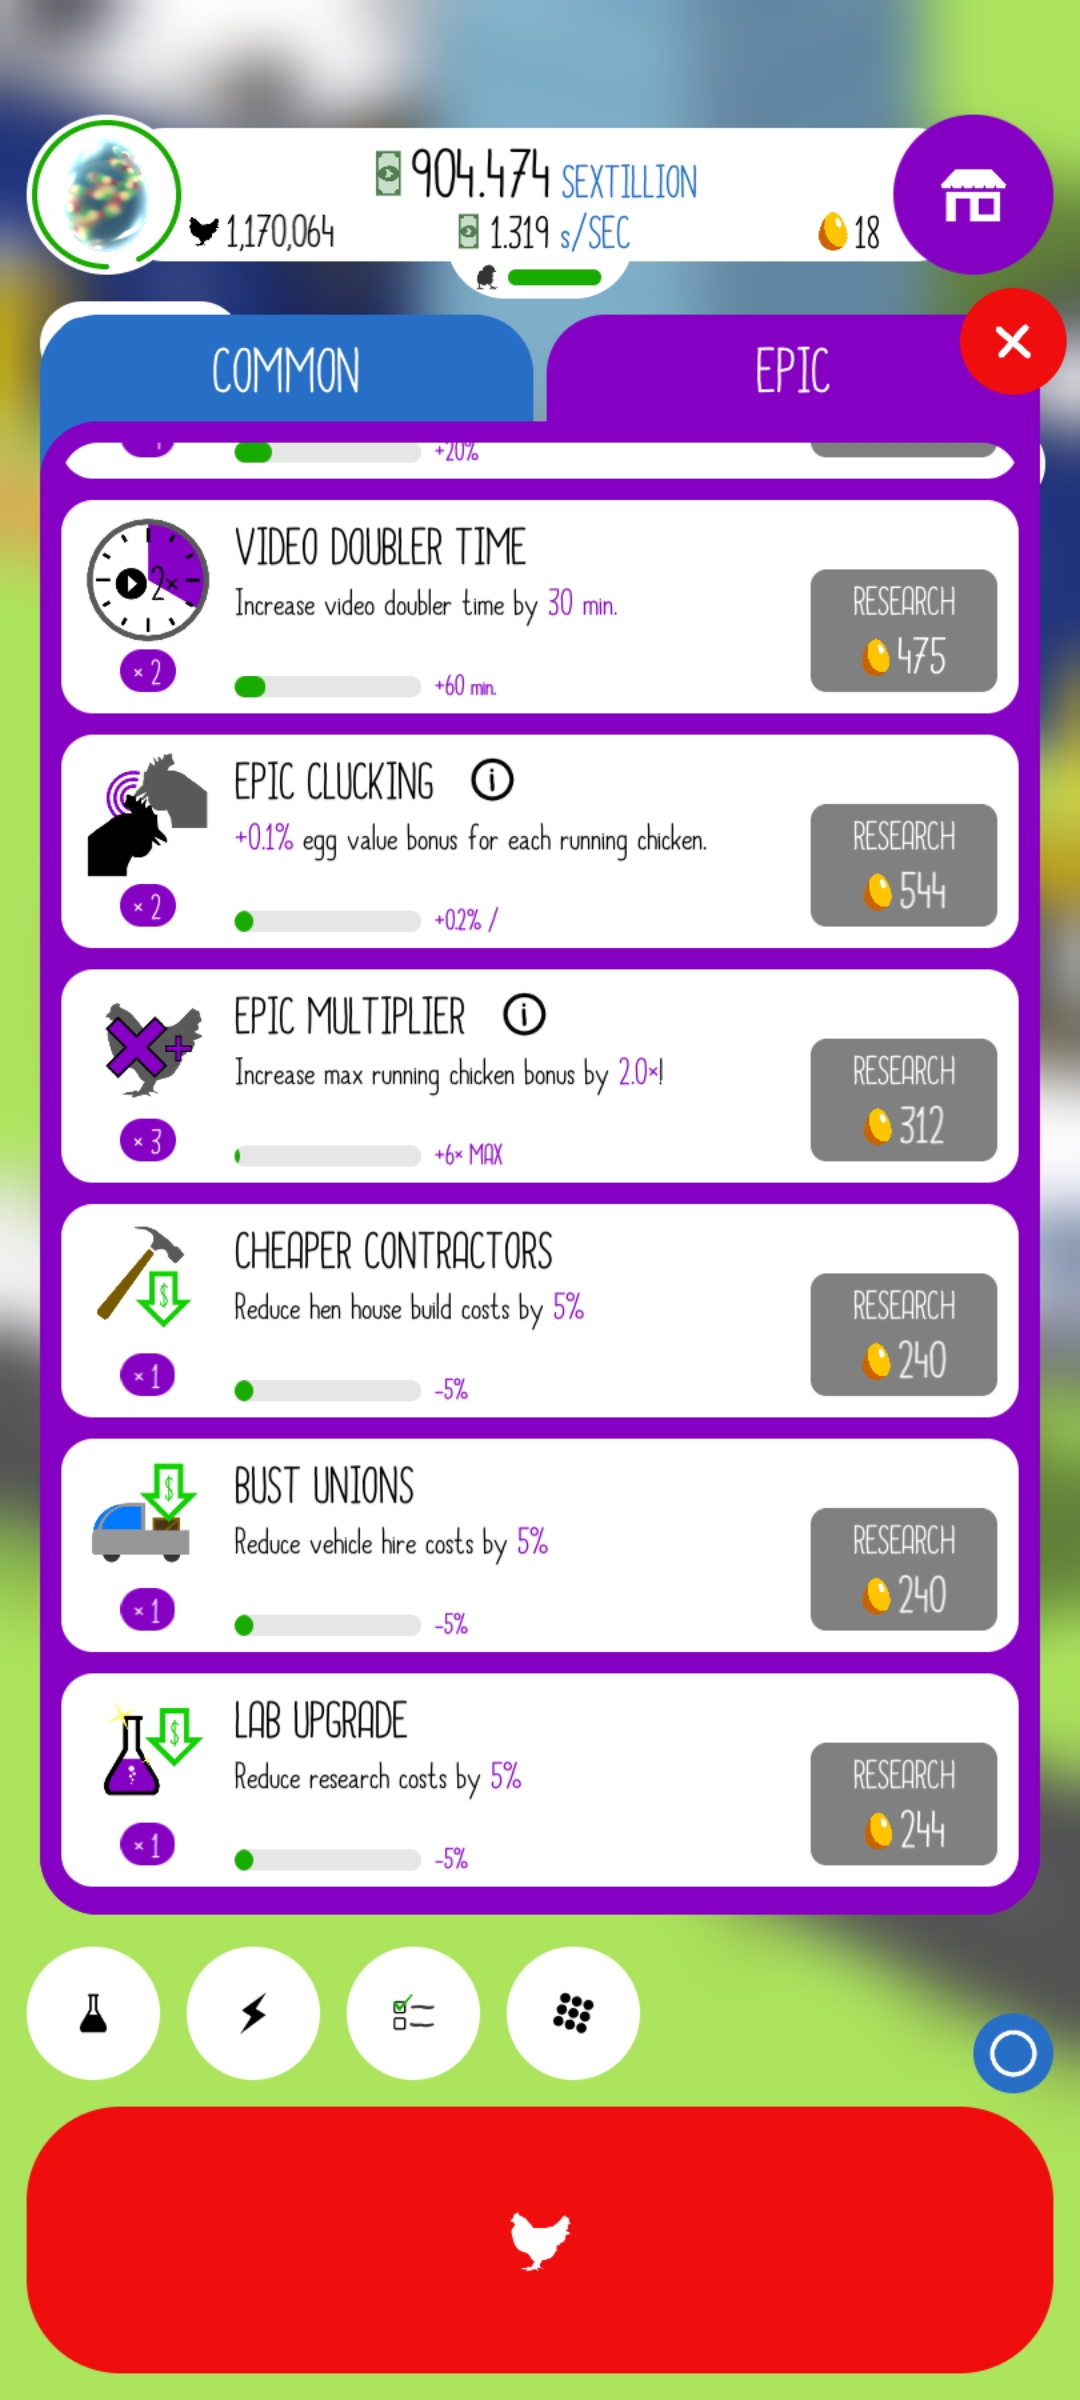 904.474 SEXTILLION
1,170,064
1.319 s/SEC
18
COMMON
EPIC
+20%
VIDEO DOUBLER TIME
Increase video doubler time by 30 min.
2×
× 2
+60 min.
RESEARCH
475
EPIC CLUCKING i
+0.1% egg value bonus for each running chicken.
× 2
+0.2% /
RESEARCH
544
EPIC MULTIPLIER i
Increase max running chicken bonus by 2.0×!
× 3
+6× MAX
RESEARCH
312
CHEAPER CONTRACTORS
Reduce hen house build costs by 5%
$
× 1
-5%
RESEARCH
240
BUST UNIONS
Reduce vehicle hire costs by 5%
$
× 1
-5%
RESEARCH
240
LAB UPGRADE
Reduce research costs by 5%
$
× 1
-5%
RESEARCH
244